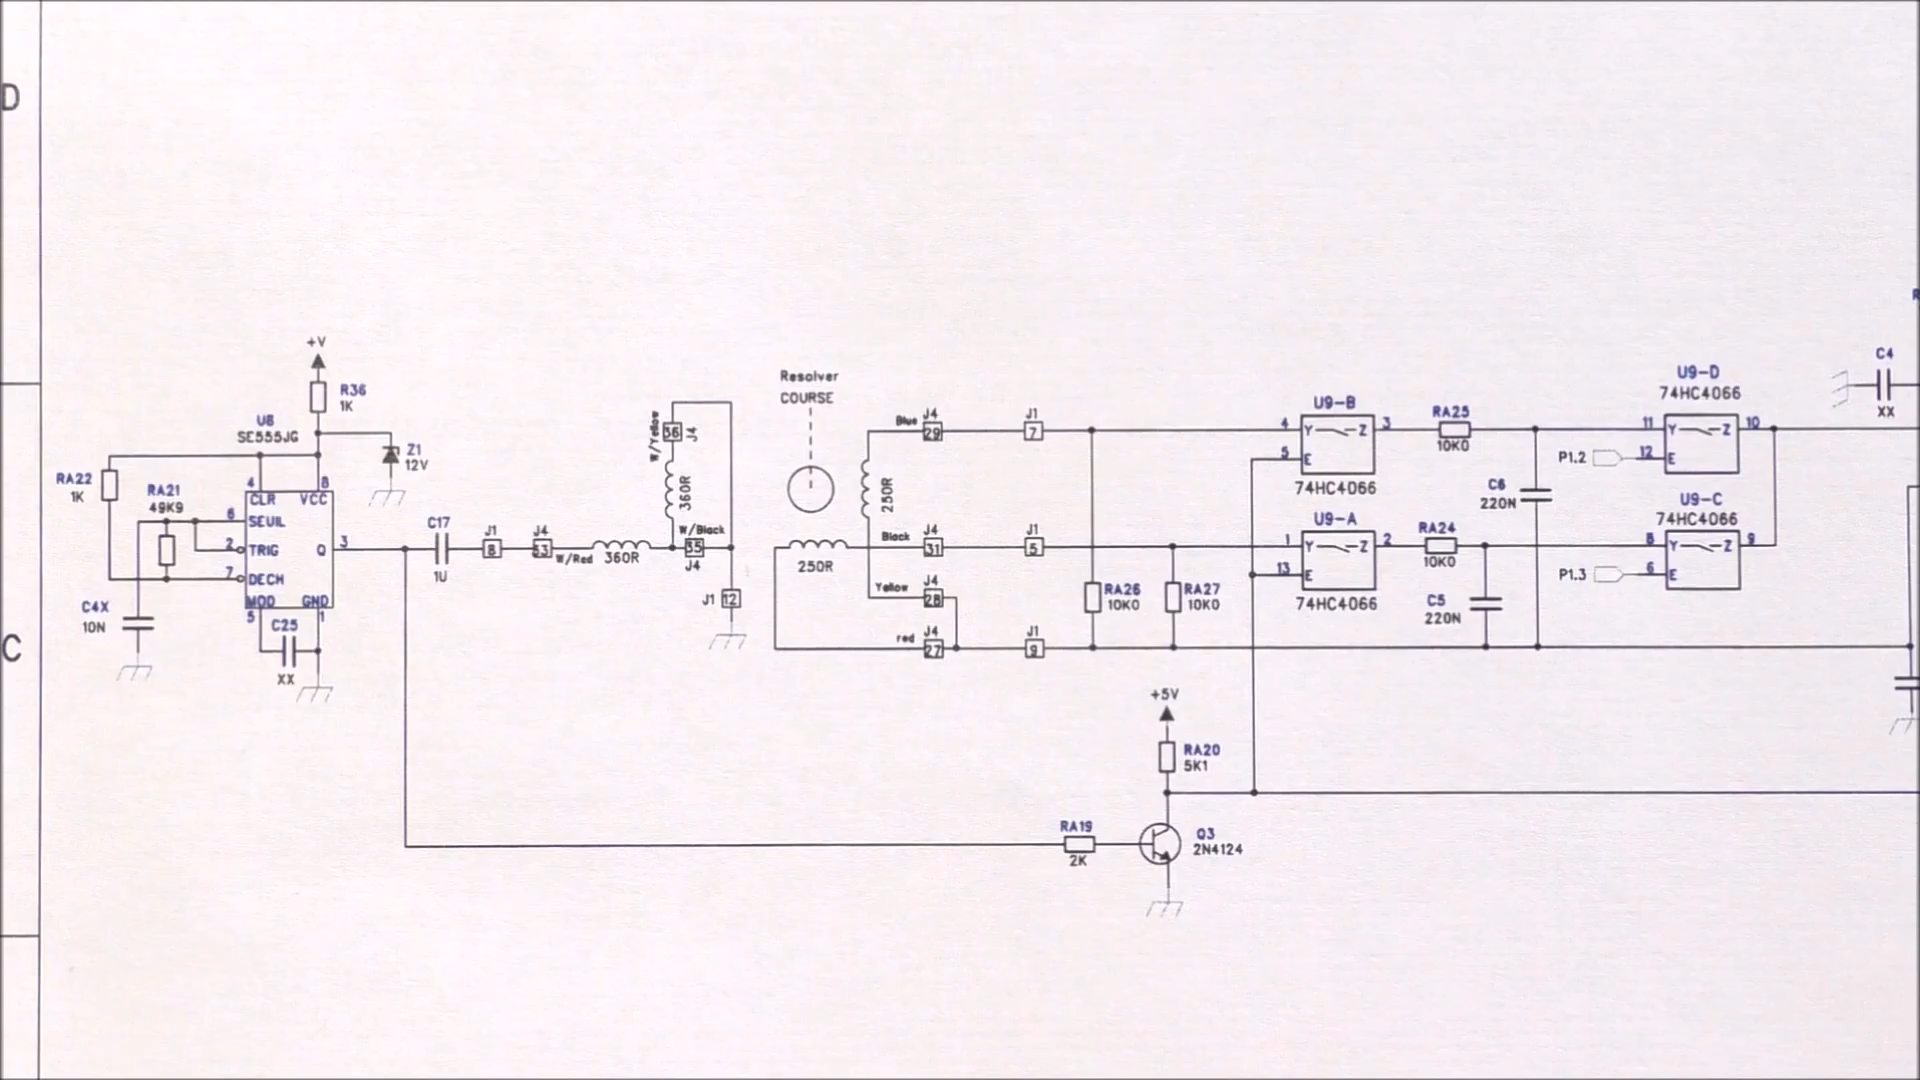 D
C
+V
R36
1K
U8
SE555JG
Z1
12V
RA22
1K
RA21
49K9
4
8
CLR
VCC
6
SEUIL
2
TRIG
Q
3
7
DECH
MOD
GND
5
1
C4X
10N
C25
XX
C17
1U
J1
8
J4
53
W/Red
360R
W/Yellow
56
J4
360R
W/Black
55
J4
J1
12
Resolver
COURSE
250R
250R
Blue
J4
29
J1
7
Black
J4
31
J1
5
Yellow
J4
28
red
J4
27
J1
9
RA26
10K0
RA27
10K0
U9-B
4
Y
Z
3
5
E
74HC4066
U9-A
1
Y
Z
2
13
E
74HC4066
RA25
10K0
RA24
10K0
C6
220N
C5
220N
U9-D
74HC4066
11
Y
Z
10
P1.2
12
E
U9-C
74HC4066
8
Y
Z
9
P1.3
6
E
C4
XX
+5V
RA20
5K1
RA19
2K
Q3
2N4124